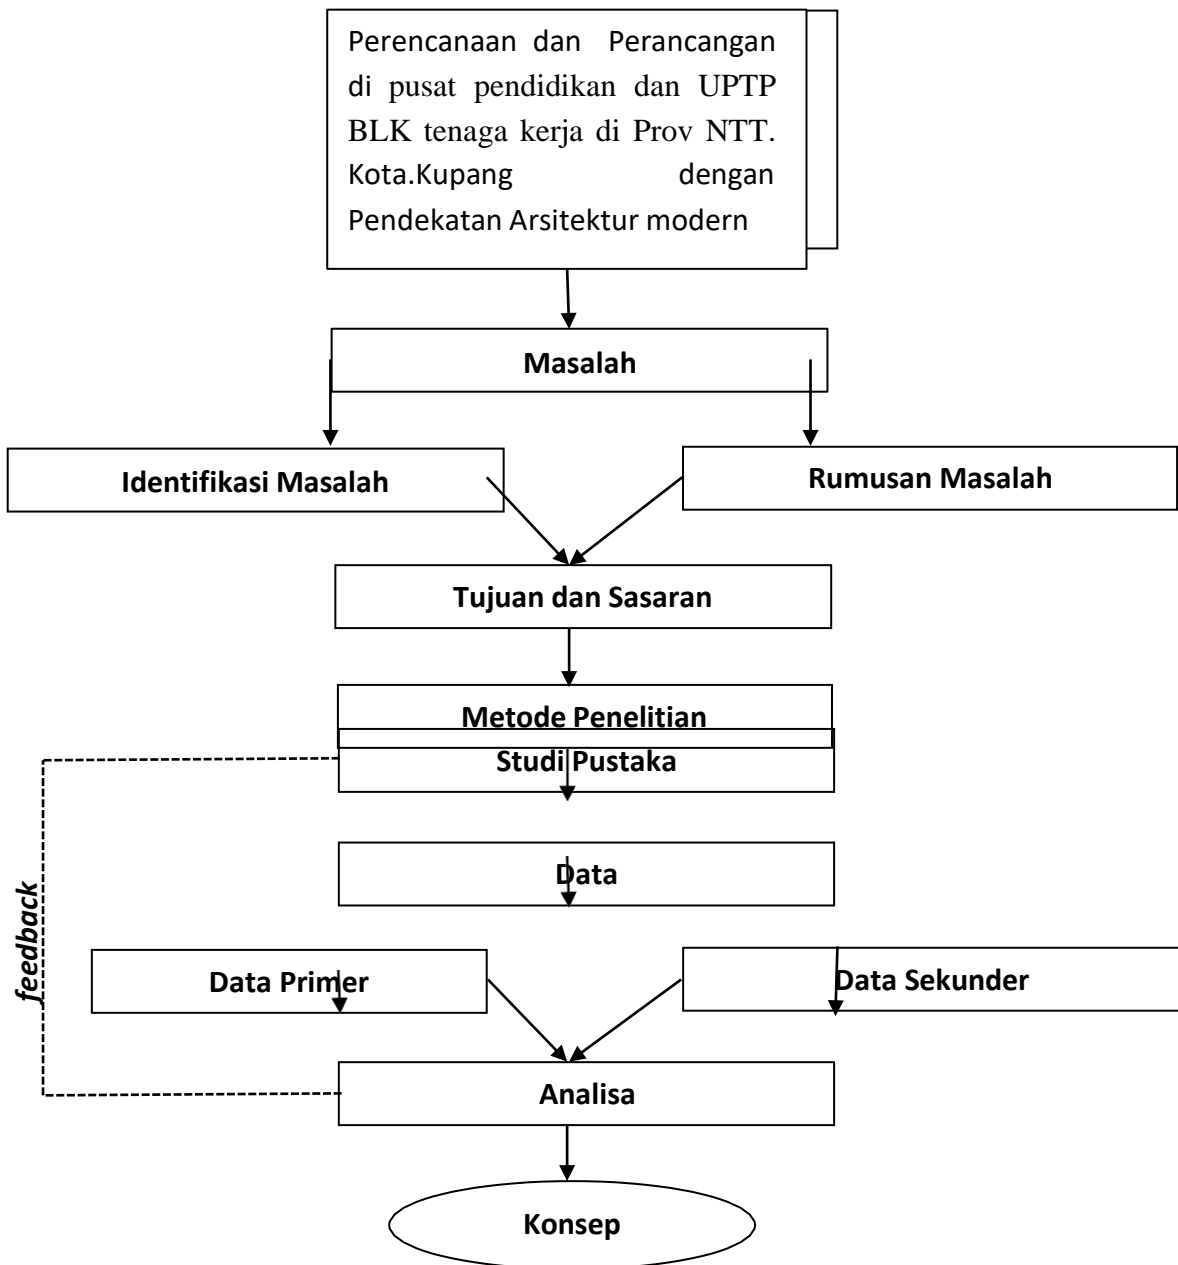 Perencanaan dan Perancangan
di pusat pendidikan dan UPTP
BLK tenaga kerja di Prov NTT.
Kota.Kupang dengan
Pendekatan Arsitektur modern
Masalah
Identifikasi Masalah
Rumusan Masalah
Tujuan dan Sasaran
Metode Penelitian
Studi Pustaka
Data
feedback
Data Primer
Data Sekunder
Analisa
Konsep